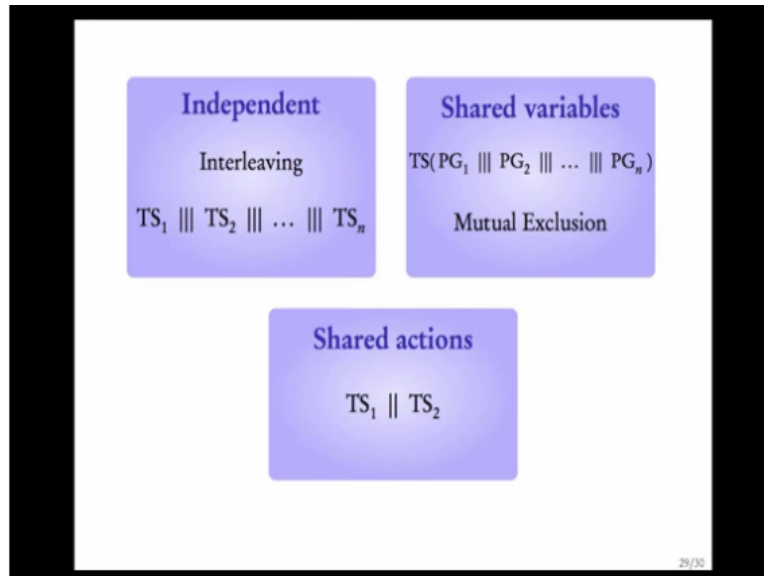 Independent
Interleaving
TS₁ ||| TS₂ ||| ... ||| TSₙ
Shared variables
TS(PG₁ ||| PG₂ ||| ... ||| PGₙ)
Mutual Exclusion
Shared actions
TS₁ || TS₂
29/30